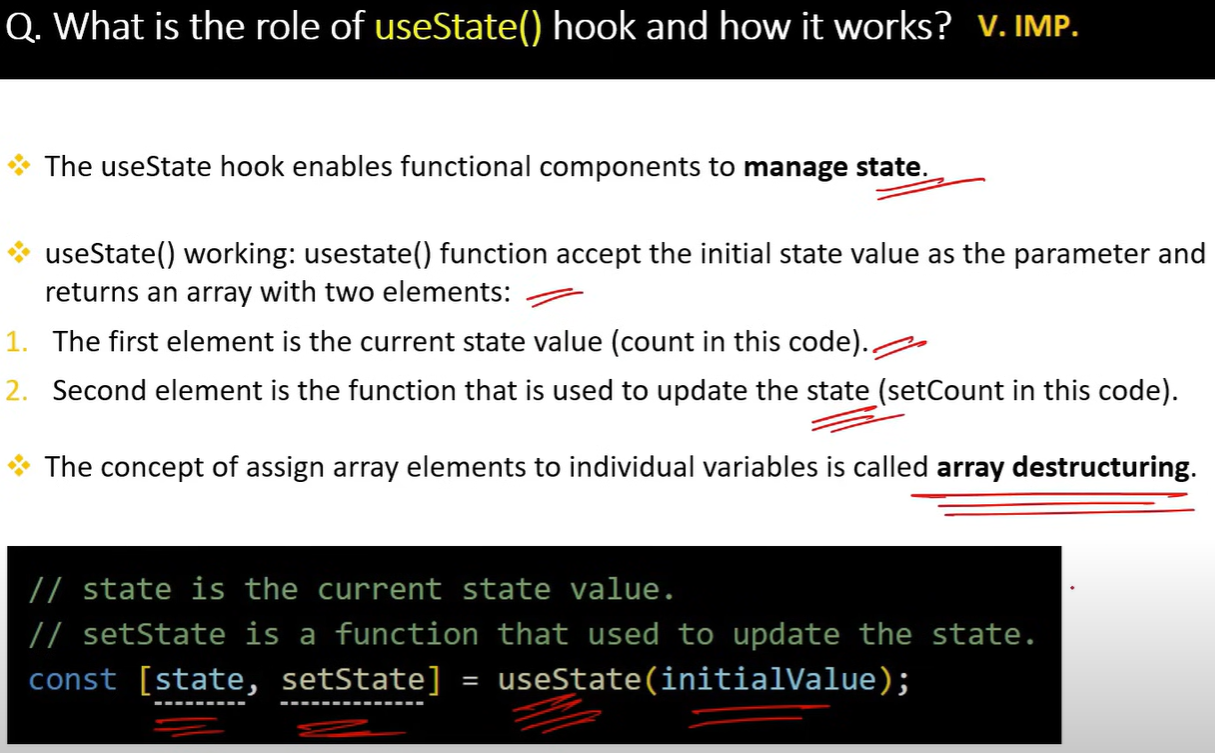 Q. What is the role of useState() hook and how it works? V. IMP.
The useState hook enables functional components to manage state.
useState() working: usestate() function accept the initial state value as the parameter and
returns an array with two elements:
1. The first element is the current state value (count in this code).
2. Second element is the function that is used to update the state (setCount in this code).
The concept of assign array elements to individual variables is called array destructuring.
// state is the current state value.
// setState is a function that used to update the state.
const [state, setState] = useState(initialValue);